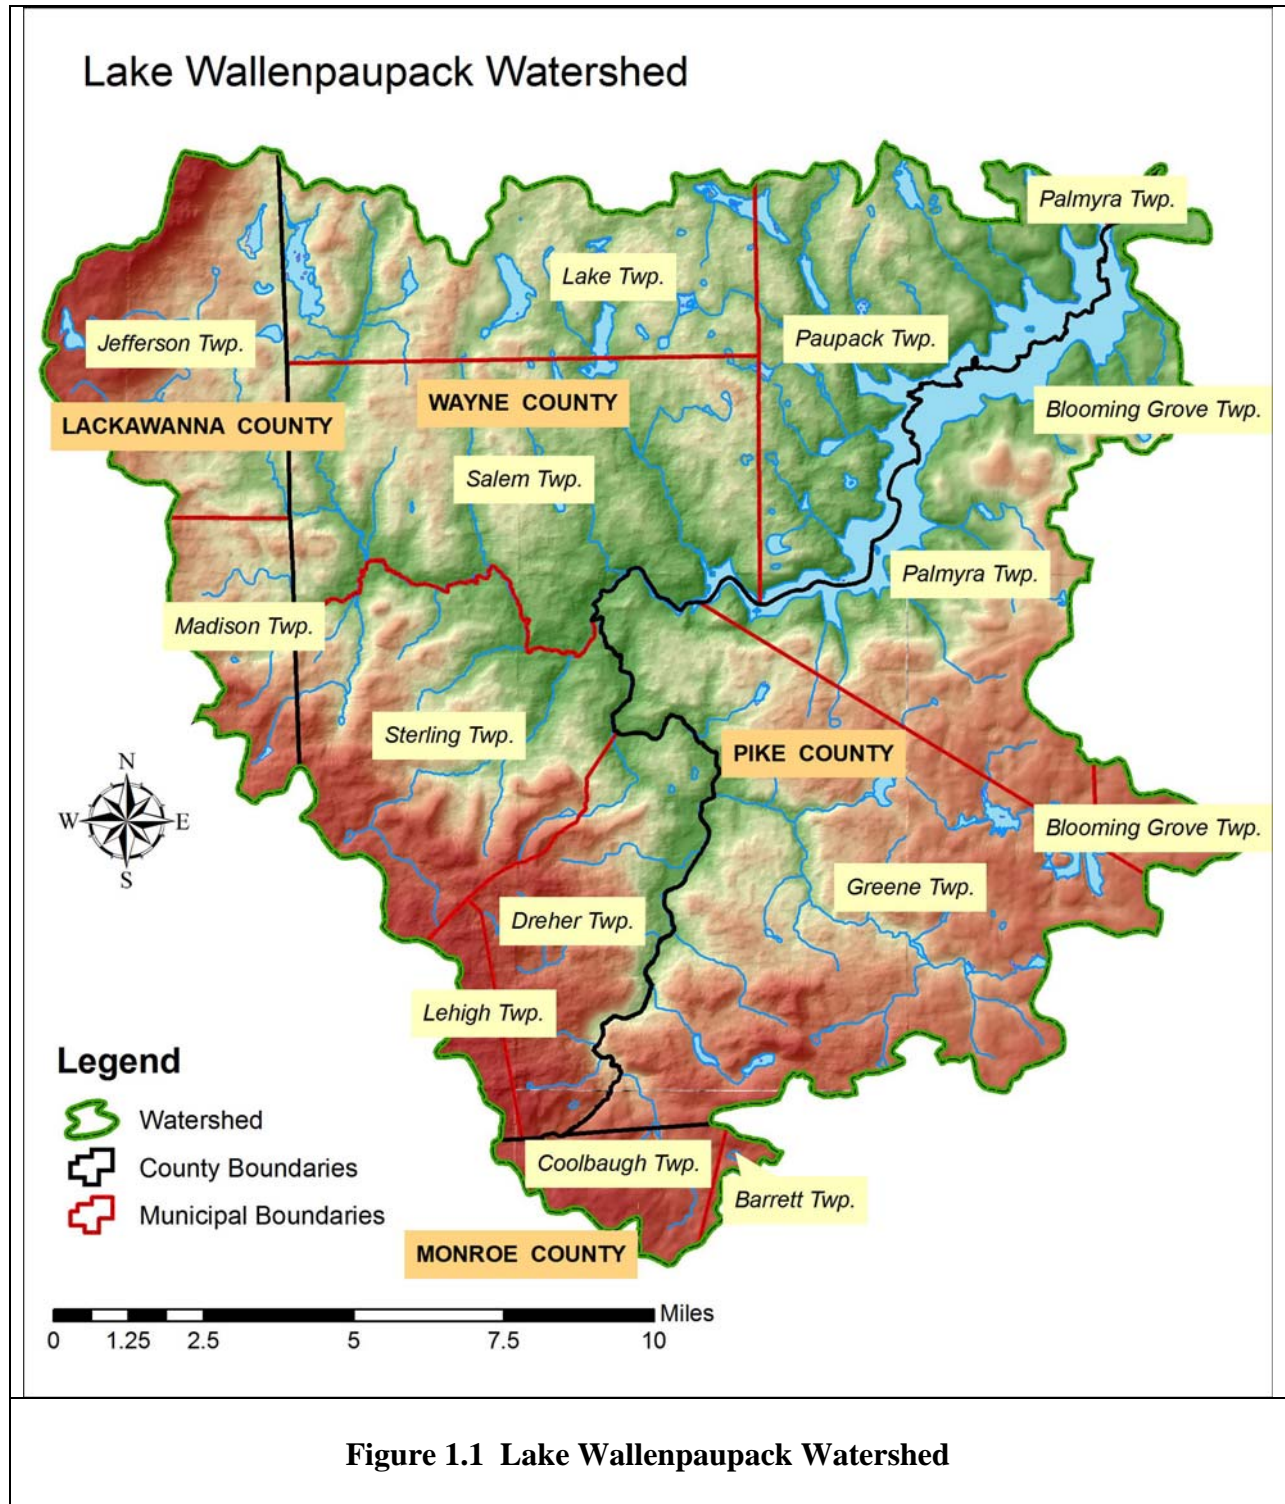 Lake Wallenpaupack Watershed
Palmyra Twp.
Lake Twp.
Jefferson Twp.
Paupack Twp.
WAYNE COUNTY
Blooming Grove Twp.
LACKAWANNA COUNTY
Salem Twp.
Palmyra Twp.
Madison Twp.
Sterling Twp.
PIKE COUNTY
N
W
E
S
Blooming Grove Twp.
Greene Twp.
Dreher Twp.
Lehigh Twp.
Legend
Watershed
County Boundaries
Municipal Boundaries
Coolbaugh Twp.
Barrett Twp.
MONROE COUNTY
Miles
0 1.25 2.5 5 7.5 10
Figure 1.1 Lake Wallenpaupack Watershed